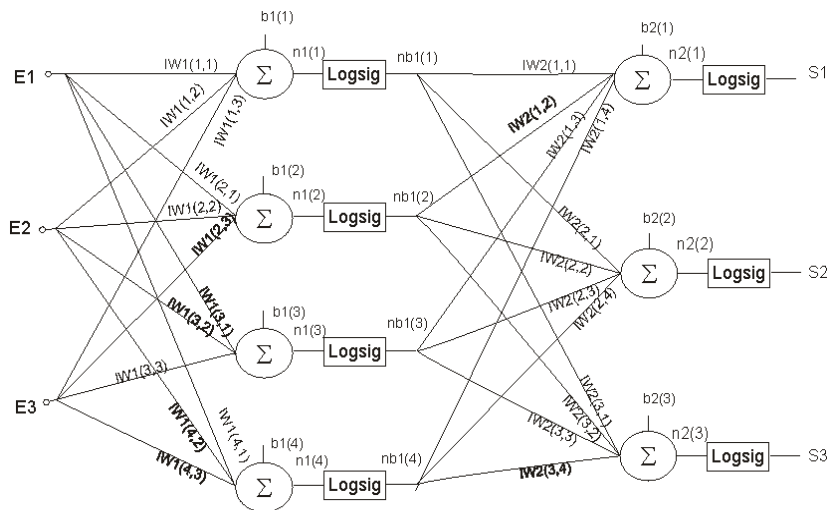 b1(1)
b2(1)
E1
IW1(1,1)
Σ
n1(1)
Logsig
nb1(1)
IW2(1,1)
Σ
n2(1)
Logsig
S1
IW1(1,2)
IW1(1,3)
IW2(1,2)
IW2(1,3)
IW2(1,4)
b1(2)
IW1(2,1)
E2
IW1(2,2)
IW1(2,3)
Σ
n1(2)
Logsig
nb1(2)
b2(2)
IW2(2,1)
IW2(2,2)
IW2(2,3)
IW2(2,4)
Σ
n2(2)
Logsig
S2
b1(3)
IW1(3,1)
IW1(3,2)
IW1(3,3)
Σ
n1(3)
Logsig
nb1(3)
E3
b2(3)
IW2(3,1)
IW2(3,2)
IW2(3,3)
IW2(3,4)
Σ
n2(3)
Logsig
S3
b1(4)
IW1(4,1)
IW1(4,2)
IW1(4,3)
Σ
n1(4)
Logsig
nb1(4)